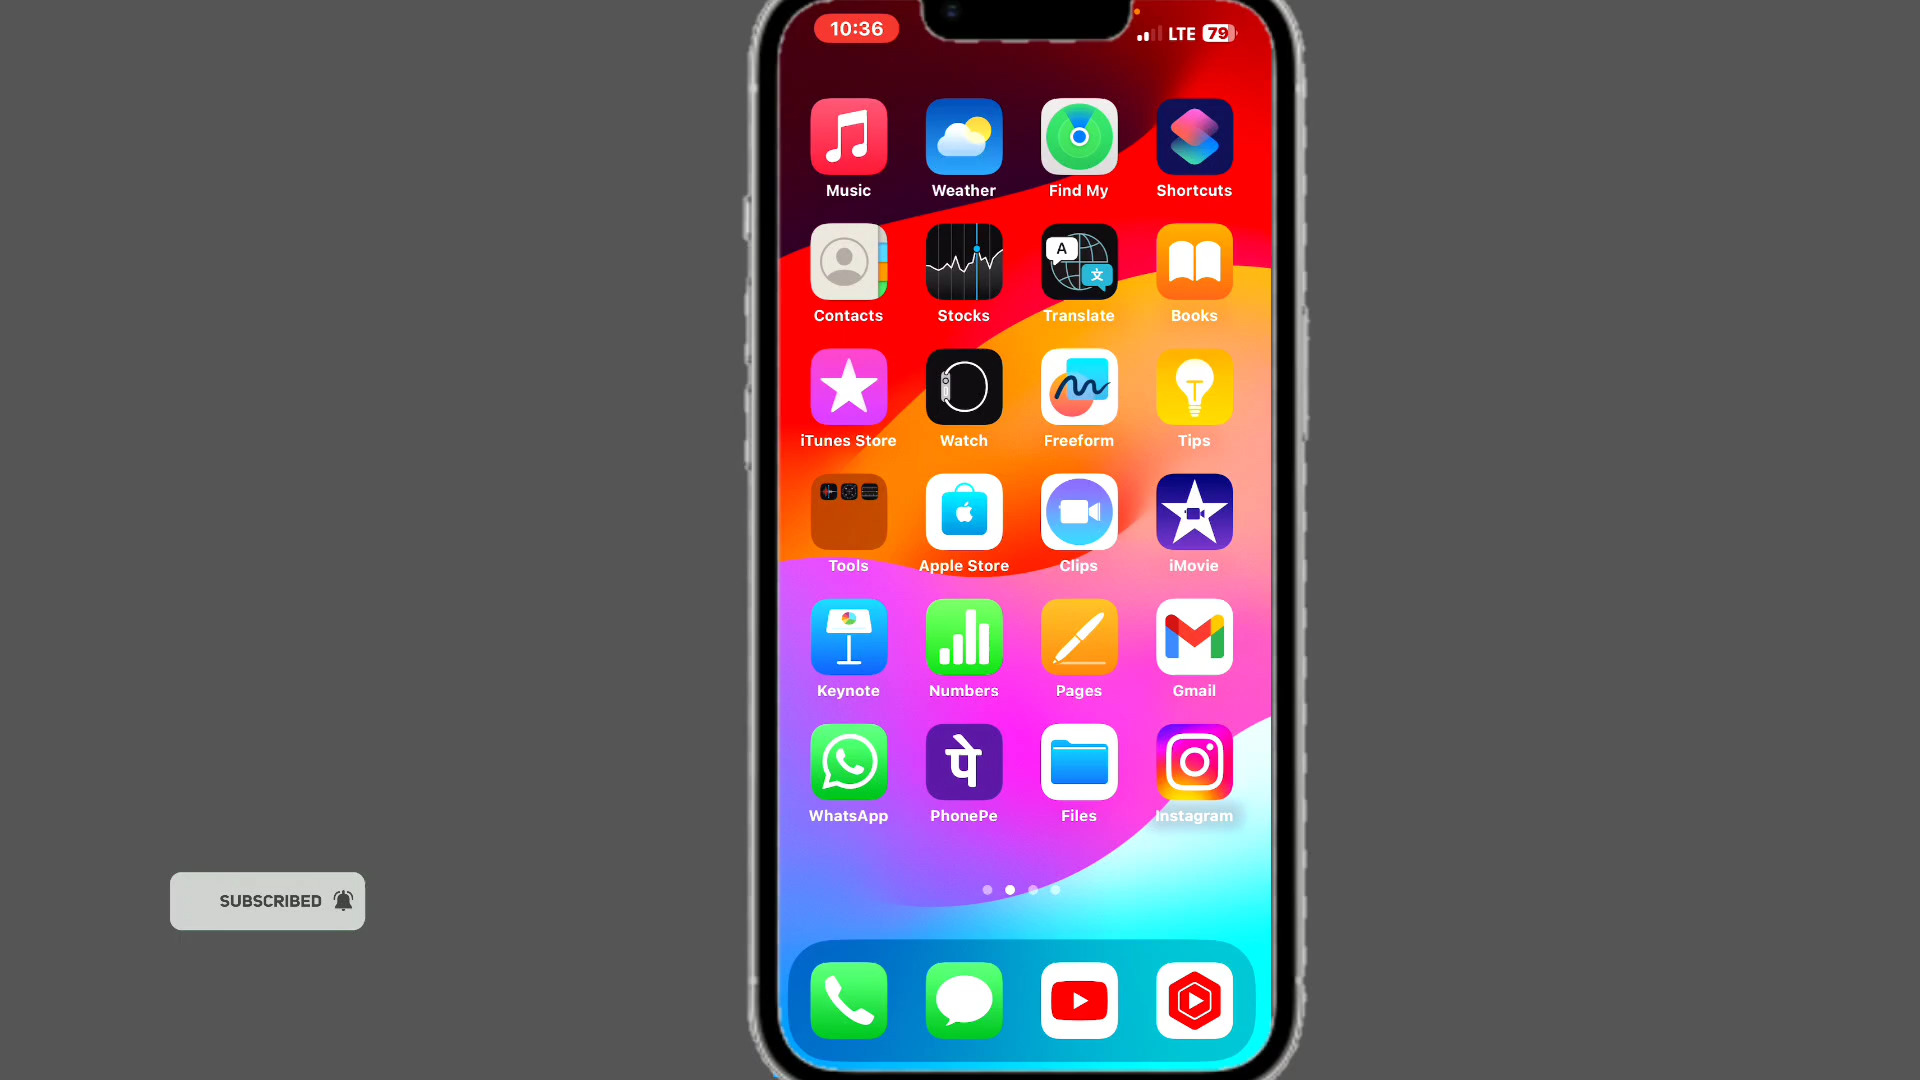 10:36
LTE 79
Music Weather Find My Shortcuts
A
文
Contacts Stocks Translate Books
iTunes Store Watch Freeform Tips
Tools Apple Store Clips iMovie
Keynote Numbers Pages Gmail
पे
WhatsApp PhonePe Files Instagram
SUBSCRIBED